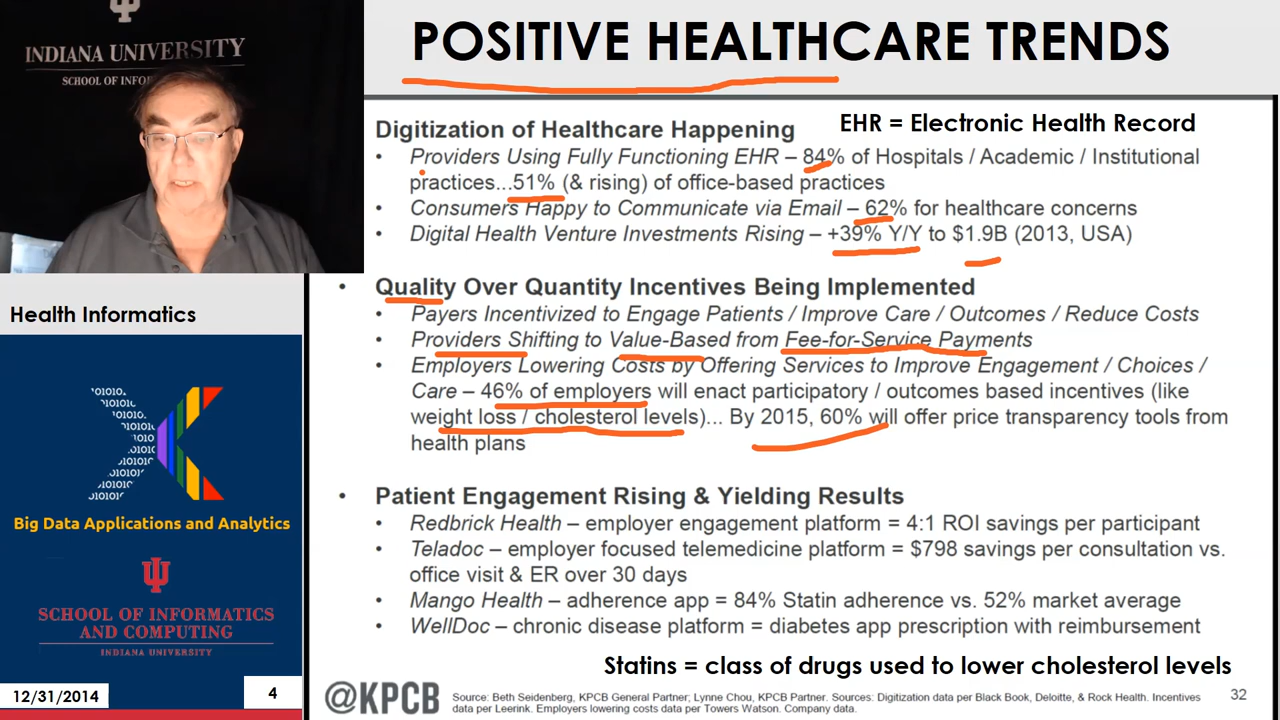 INDIANA UNIVERSITY
SCHOOL OF INFOR
POSITIVE HEALTHCARE TRENDS
Digitization of Healthcare Happening
EHR = Electronic Health Record
• Providers Using Fully Functioning EHR – 84% of Hospitals / Academic / Institutional
practices...51% (& rising) of office-based practices
• Consumers Happy to Communicate via Email – 62% for healthcare concerns
• Digital Health Venture Investments Rising – +39% Y/Y to $1.9B (2013, USA)
• Quality Over Quantity Incentives Being Implemented
• Payers Incentivized to Engage Patients / Improve Care / Outcomes / Reduce Costs
• Providers Shifting to Value-Based from Fee-for-Service Payments
• Employers Lowering Costs by Offering Services to Improve Engagement / Choices /
Care – 46% of employers will enact participatory / outcomes based incentives (like
weight loss / cholesterol levels)... By 2015, 60% will offer price transparency tools from
health plans
• Patient Engagement Rising & Yielding Results
• Redbrick Health – employer engagement platform = 4:1 ROI savings per participant
• Teladoc – employer focused telemedicine platform = $798 savings per consultation vs.
office visit & ER over 30 days
• Mango Health – adherence app = 84% Statin adherence vs. 52% market average
• WellDoc – chronic disease platform = diabetes app prescription with reimbursement
Statins = class of drugs used to lower cholesterol levels
@KPCB
Source: Beth Seidenberg, KPCB General Partner; Lynne Chou, KPCB Partner. Sources: Digitization data per Black Book, Deloitte, & Rock Health. Incentives
data per Leerink. Employers lowering costs data per Towers Watson. Company data.
32
Health Informatics
Big Data Applications and Analytics
SCHOOL OF INFORMATICS
AND COMPUTING
INDIANA UNIVERSITY
12/31/2014
4